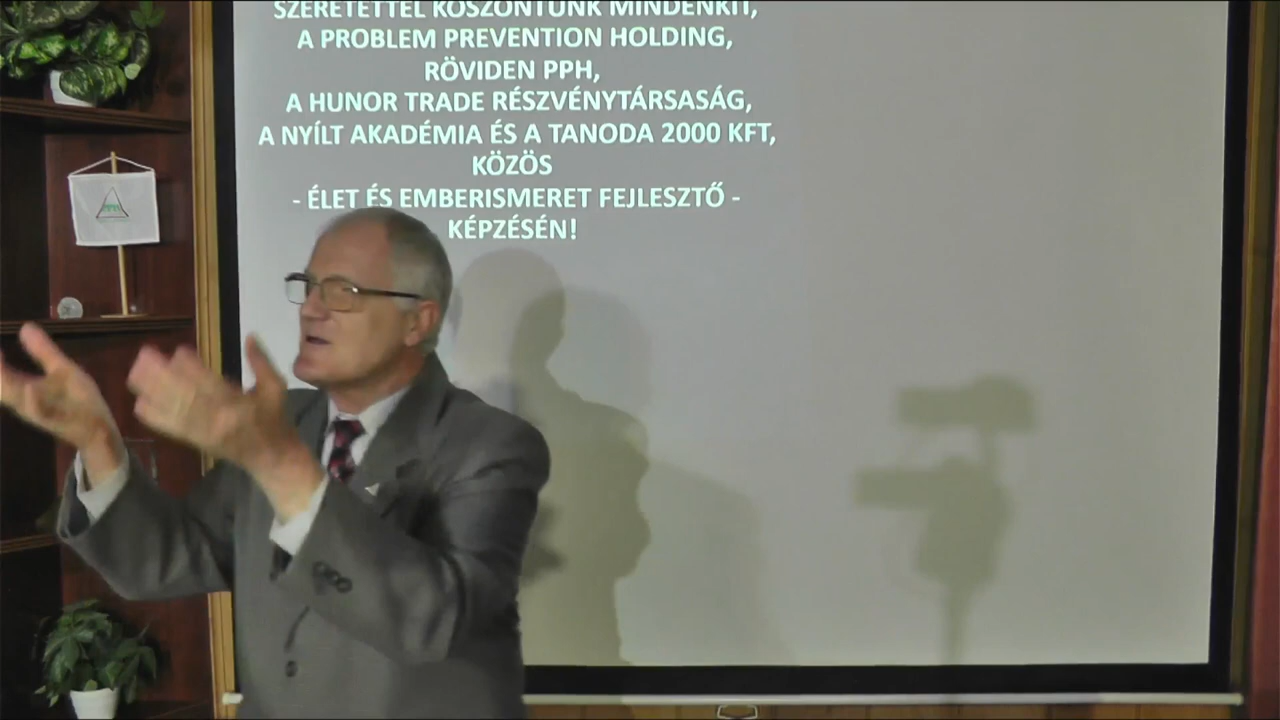 SZERETETTEL KÖSZÖNTÜNK MINDENKIT,
A PROBLEM PREVENTION HOLDING,
RÖVIDEN PPH,
A HUNOR TRADE RÉSZVÉNYTÁRSASÁG,
A NYÍLT AKADÉMIA ÉS A TANODA 2000 KFT,
KÖZÖS
- ÉLET ÉS EMBERISMERET FEJLESZTŐ -
KÉPZÉSÉN!